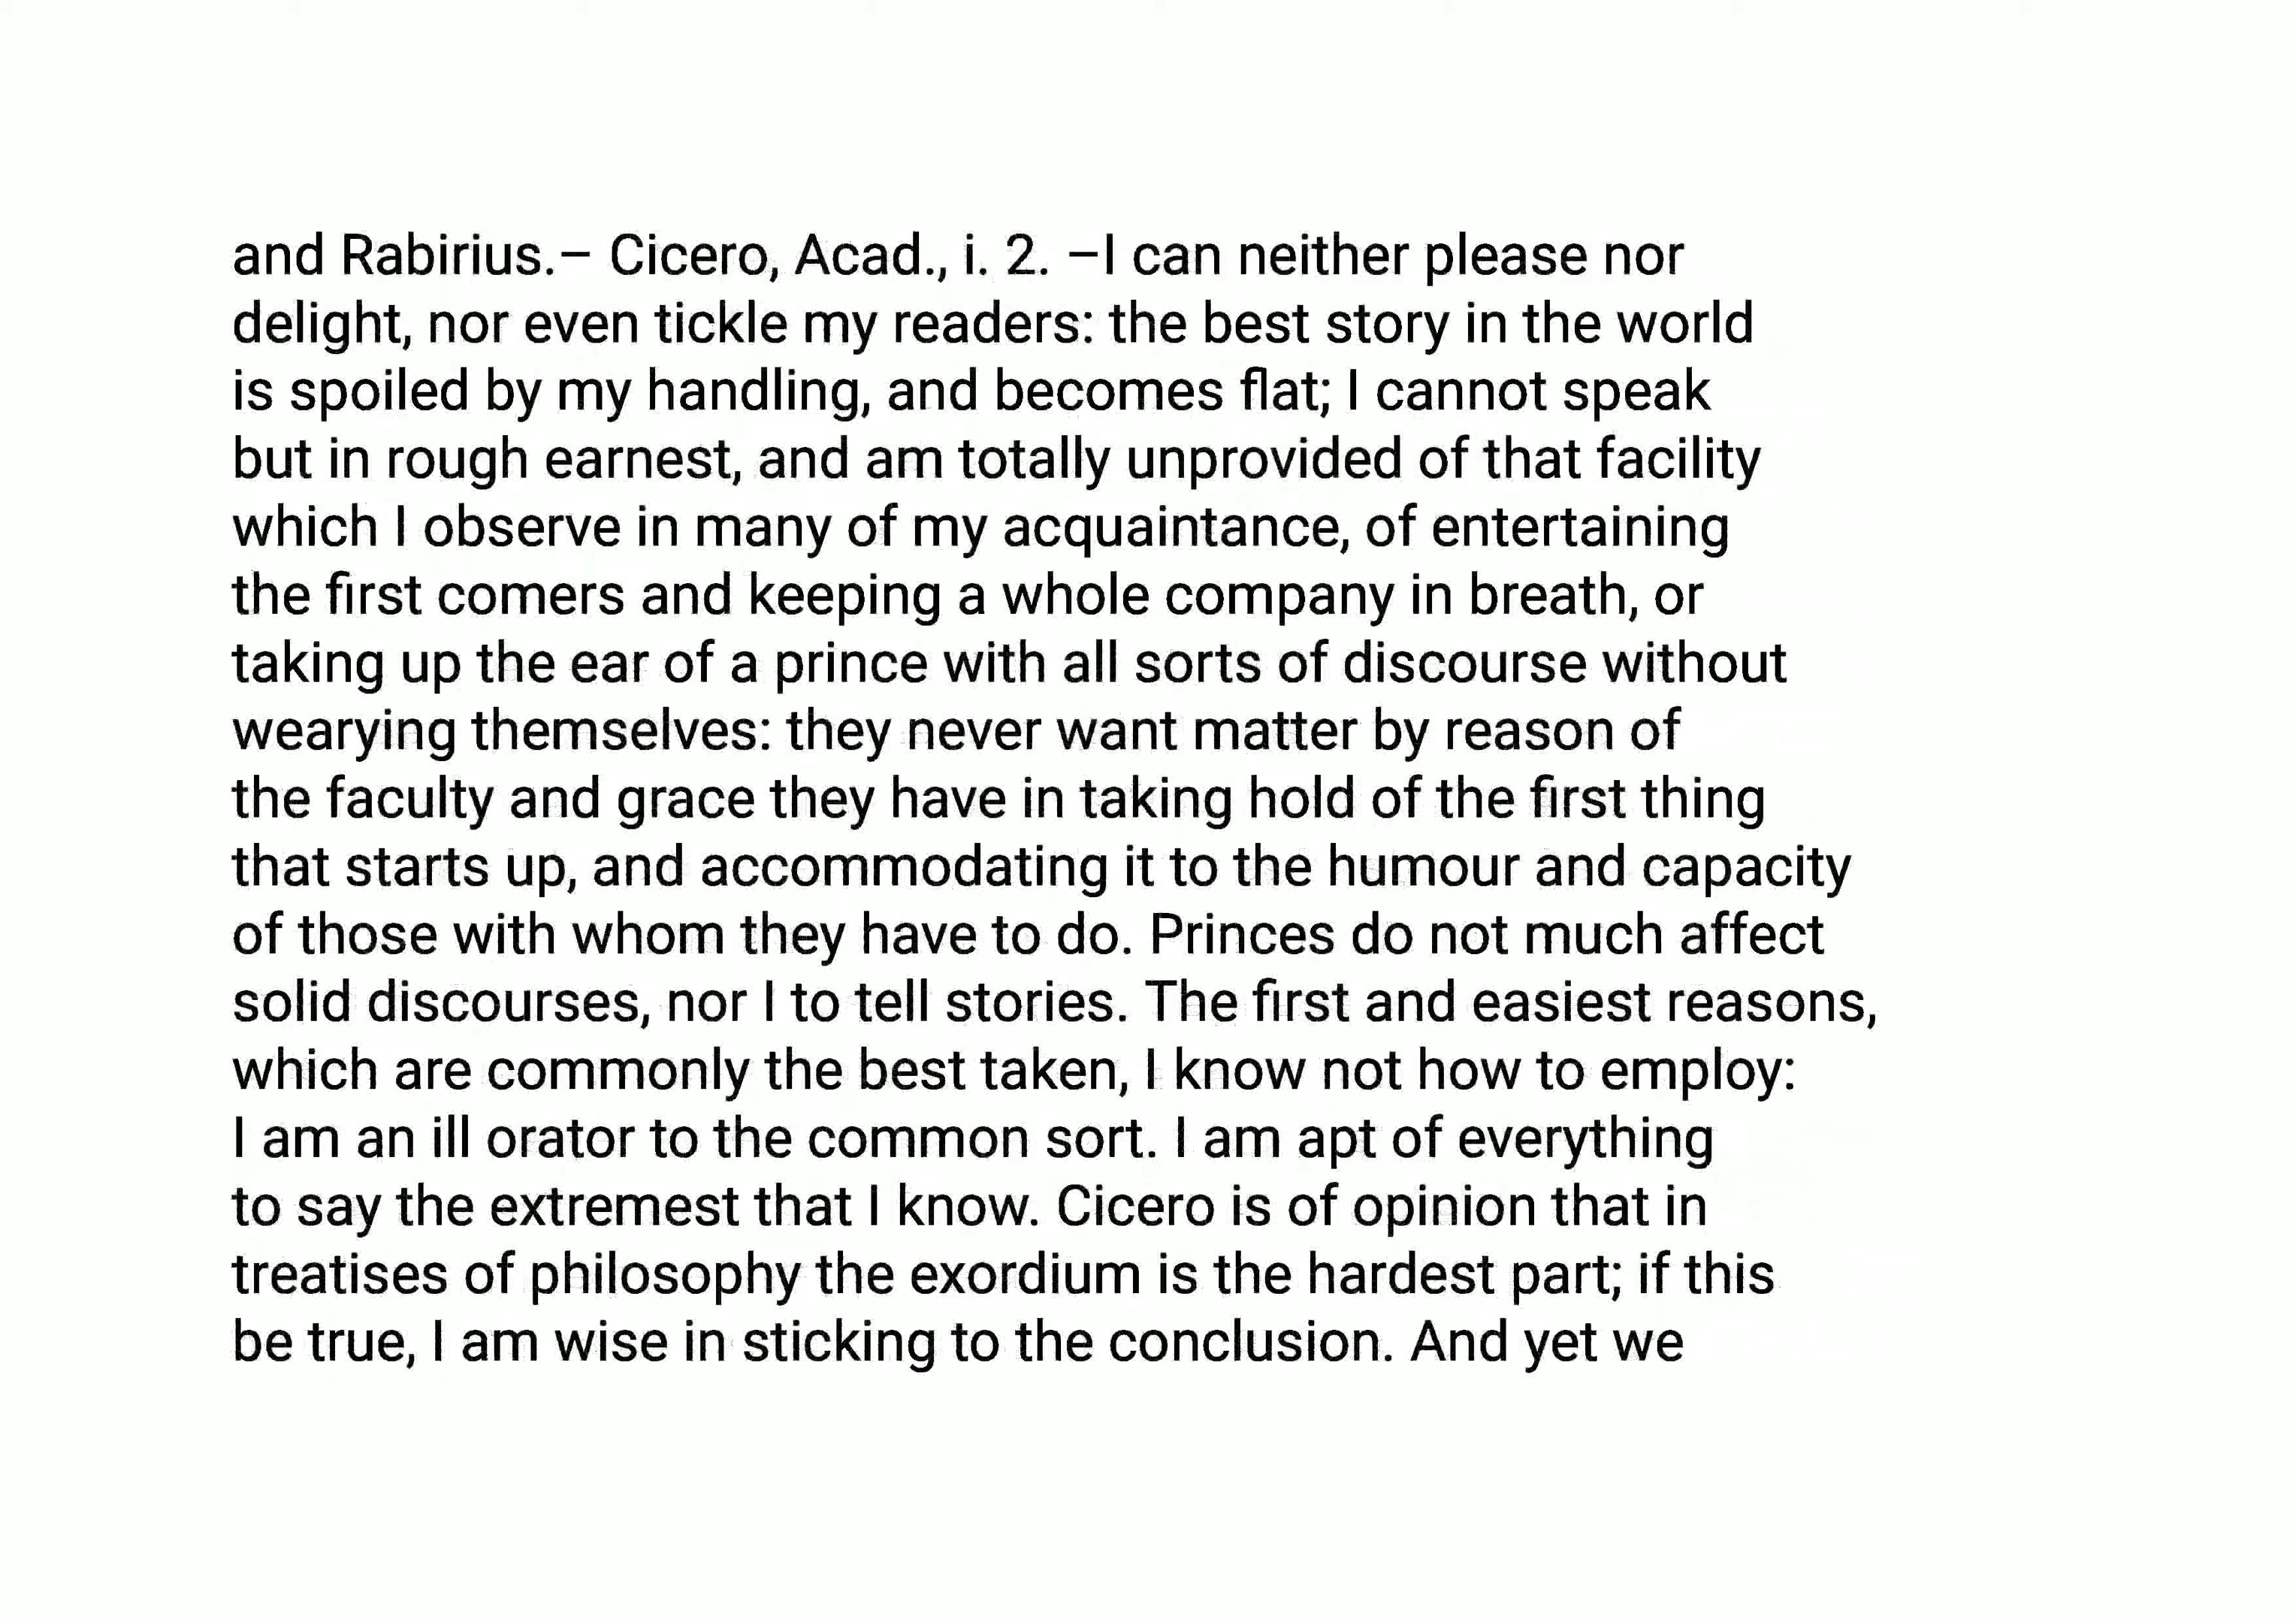 and Rabirius.– Cicero, Acad., i. 2. –I can neither please nor
delight, nor even tickle my readers: the best story in the world
is spoiled by my handling, and becomes flat; I cannot speak
but in rough earnest, and am totally unprovided of that facility
which I observe in many of my acquaintance, of entertaining
the first comers and keeping a whole company in breath, or
taking up the ear of a prince with all sorts of discourse without
wearying themselves: they never want matter by reason of
the faculty and grace they have in taking hold of the first thing
that starts up, and accommodating it to the humour and capacity
of those with whom they have to do. Princes do not much affect
solid discourses, nor I to tell stories. The first and easiest reasons,
which are commonly the best taken, I know not how to employ:
I am an ill orator to the common sort. I am apt of everything
to say the extremest that I know. Cicero is of opinion that in
treatises of philosophy the exordium is the hardest part; if this
be true, I am wise in sticking to the conclusion. And yet we